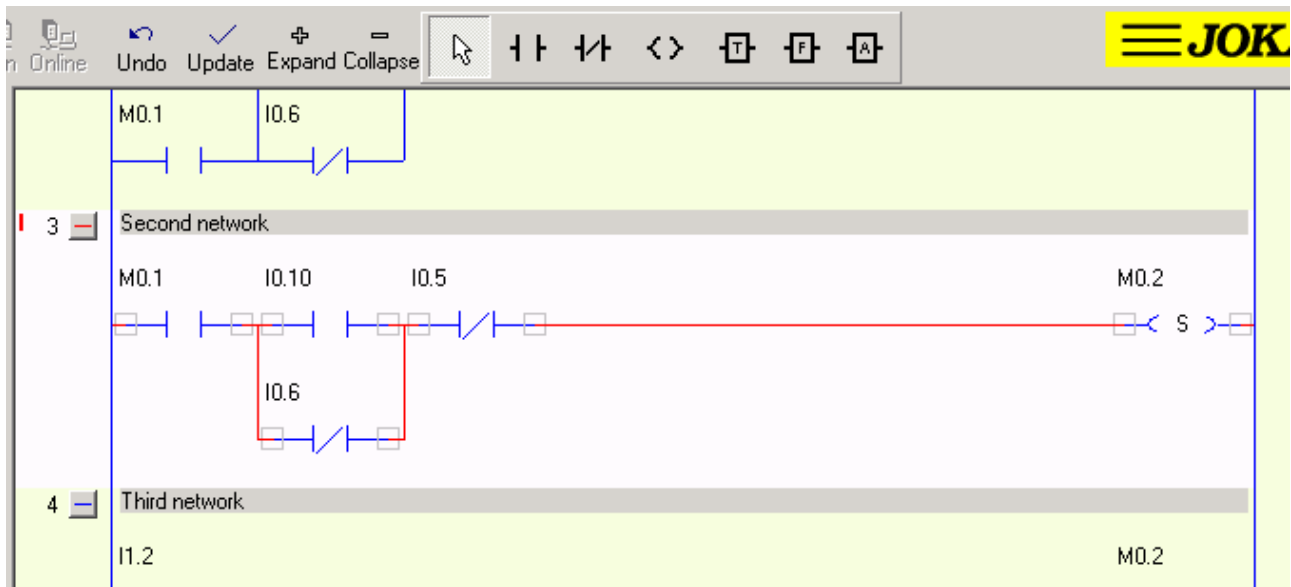 n Online Undo Update Expand Collapse T F A JOK
M0.1 I0.6
3 Second network
M0.1 I0.10 I0.5 M0.2
S
I0.6
4 Third network
I1.2 M0.2